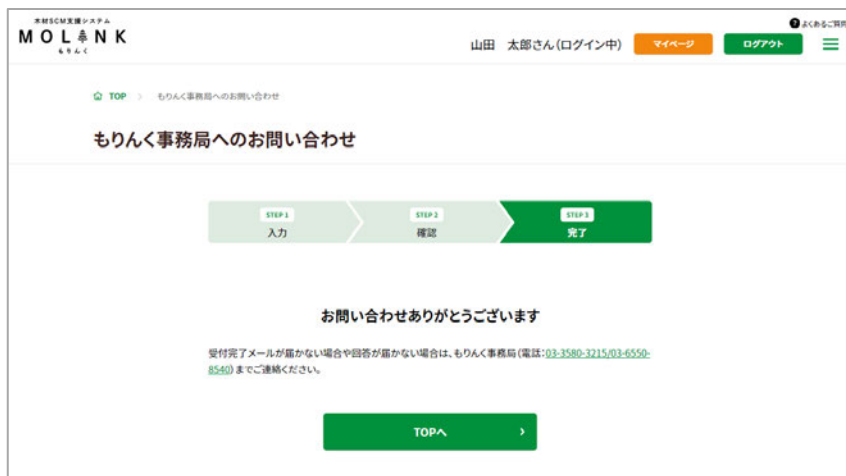 木材SCM支援システム
MOLINK
もりんく
よくあるご質問
山田　太郎さん（ログイン中）
マイページ
ログアウト
TOP
もりんく事務局へのお問い合わせ
もりんく事務局へのお問い合わせ
STEP 1
入力
STEP 2
確認
STEP 3
完了
お問い合わせありがとうございます
受付完了メールが届かない場合や回答が届かない場合は、もりんく事務局（電話：03-3580-3215/03-6550-
8540）までご連絡ください。
TOPへ